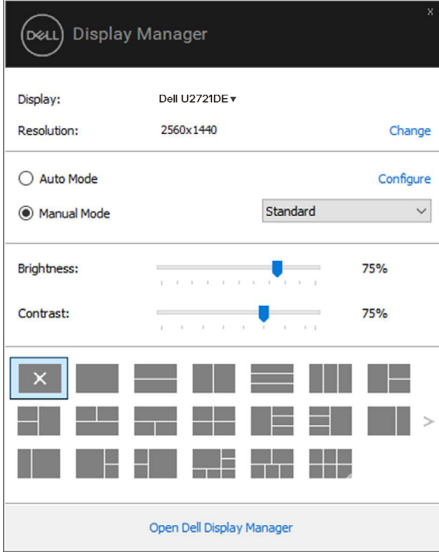 x
DELL Display Manager
Display: Dell U2721DE ▾
Resolution: 2560x1440 Change
Auto Mode Configure
Manual Mode Standard
Brightness: 75%
Contrast: 75%
Open Dell Display Manager